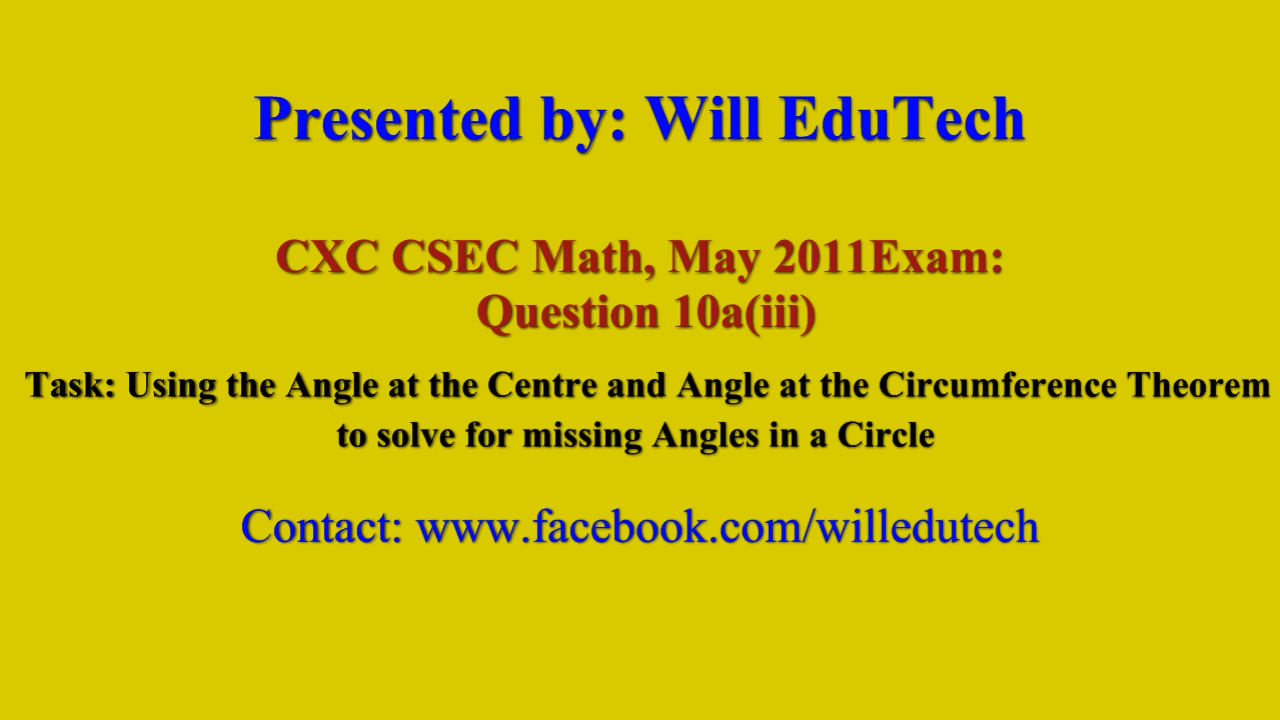 Presented by: Will EduTech
CXC CSEC Math, May 2011Exam:
Question 10a(iii)
Task: Using the Angle at the Centre and Angle at the Circumference Theorem
to solve for missing Angles in a Circle
Contact: www.facebook.com/willedutech